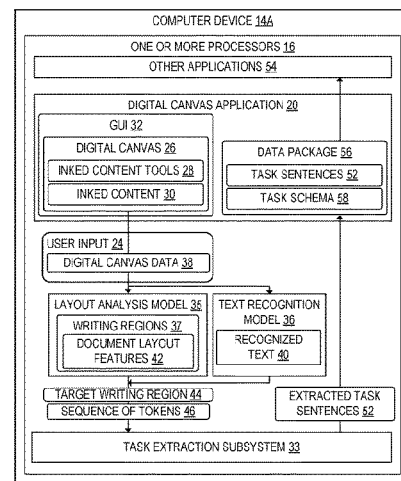 COMPUTER DEVICE 14A
ONE OR MORE PROCESSORS 16
OTHER APPLICATIONS 54
DIGITAL CANVAS APPLICATION 20
GUI 32
DIGITAL CANVAS 26
INKED CONTENT TOOLS 28
INKED CONTENT 30
DATA PACKAGE 56
TASK SENTENCES 52
TASK SCHEMA 58
USER INPUT 24
DIGITAL CANVAS DATA 38
LAYOUT ANALYSIS MODEL 35
WRITING REGIONS 37
DOCUMENT LAYOUT
FEATURES 42
TEXT RECOGNITION
MODEL 36
RECOGNIZED
TEXT 40
TARGET WRITING REGION 44
SEQUENCE OF TOKENS 46
EXTRACTED TASK
SENTENCES 52
TASK EXTRACTION SUBSYSTEM 33